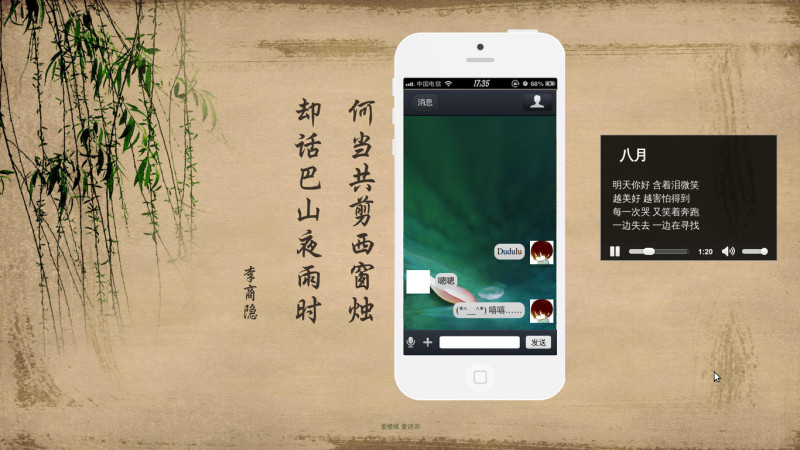 何当共剪西窗烛
却话巴山夜雨时
李商隐
中国电信
17:35
68%
消息
Dudulu
嗯嗯
(*^__^*) 嘻嘻……
发送
八月
明天你好 含着泪微笑
越美好 越害怕得到
每一次哭 又笑着奔跑
一边失去 一边在寻找
1:20